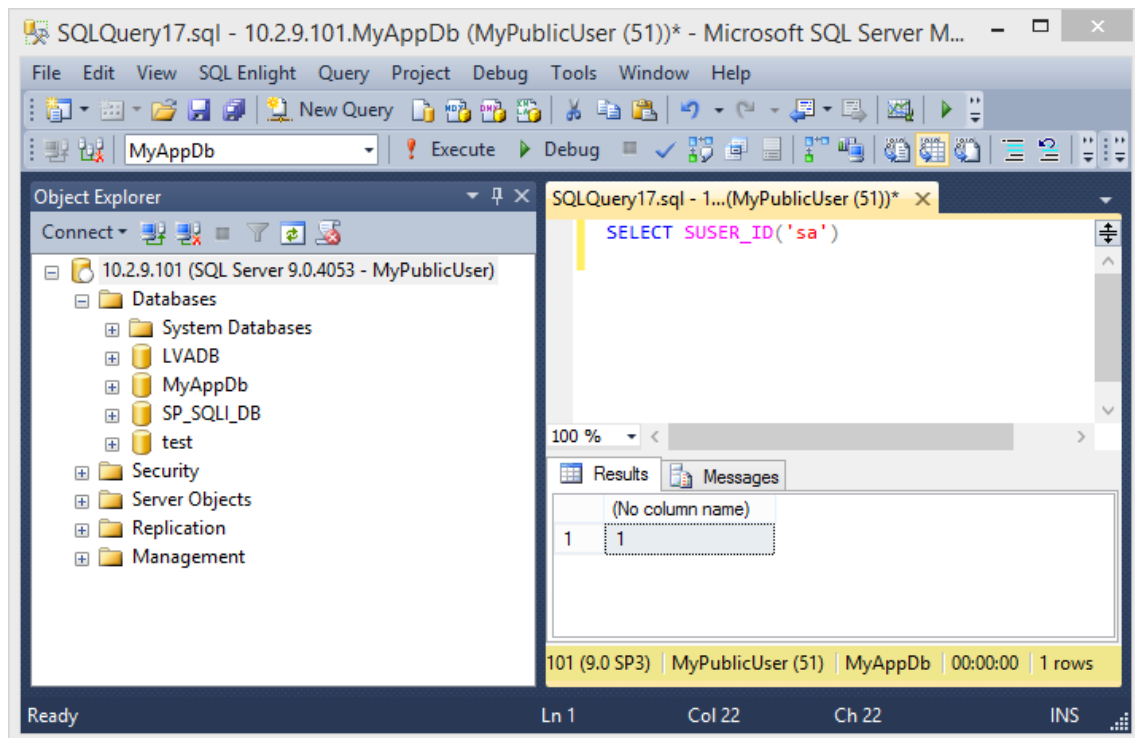 SQLQuery17.sql - 10.2.9.101.MyAppDb (MyPublicUser (51))* - Microsoft SQL Server M...
File Edit View SQL Enlight Query Project Debug Tools Window Help
New Query MDX DMX XML
MyAppDb Execute Debug
Object Explorer
Connect
10.2.9.101 (SQL Server 9.0.4053 - MyPublicUser)
Databases
System Databases
LVADB
MyAppDb
SP_SQLI_DB
test
Security
Server Objects
Replication
Management
SQLQuery17.sql - 1...(MyPublicUser (51))*
SELECT SUSER_ID('sa')
100 %
Results Messages
(No column name)
1 1
101 (9.0 SP3) MyPublicUser (51) MyAppDb 00:00:00 1 rows
Ready Ln 1 Col 22 Ch 22 INS